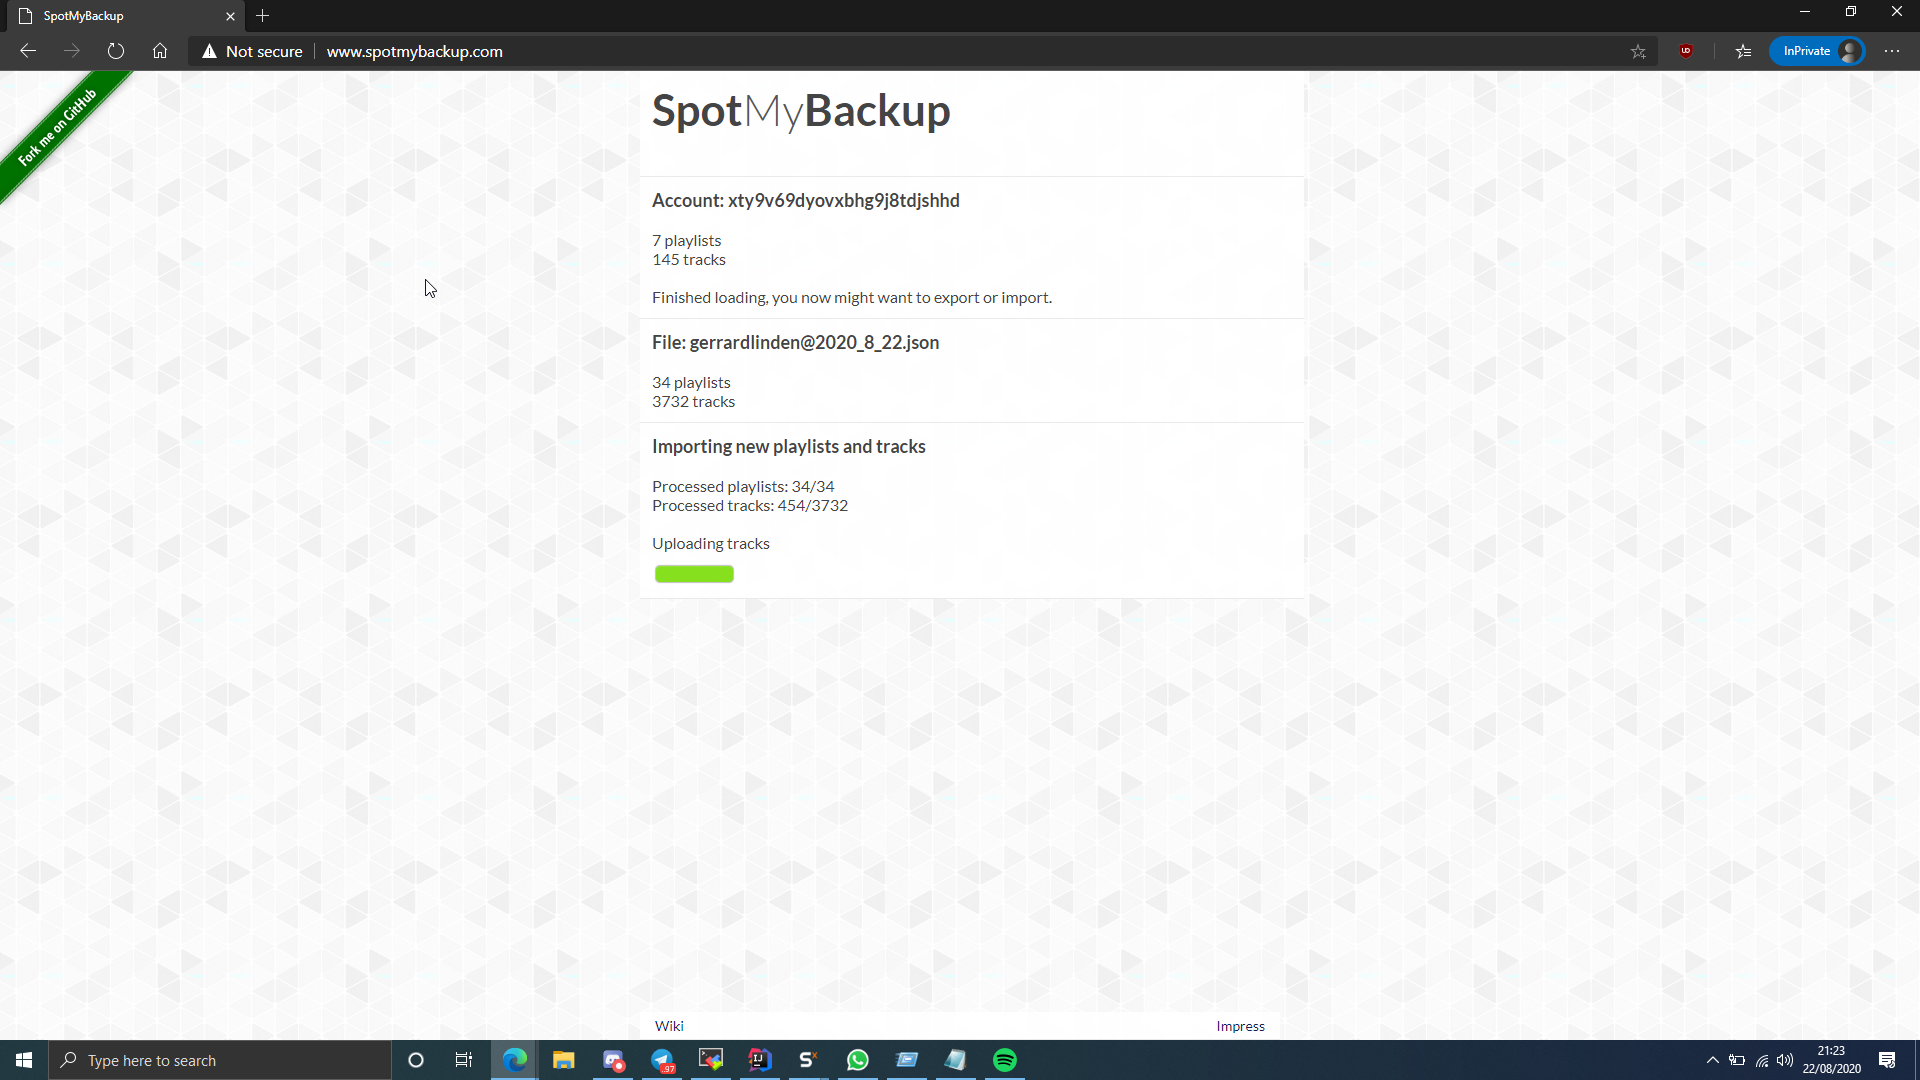 SpotMyBackup
Not secure
www.spotmybackup.com
InPrivate
Fork me on GitHub
SpotMyBackup
Account: xty9v69dyovxbhg9j8tdjshhd
7 playlists
145 tracks
Finished loading, you now might want to export or import.
File: gerrardlinden@2020_8_22.json
34 playlists
3732 tracks
Importing new playlists and tracks
Processed playlists: 34/34
Processed tracks: 454/3732
Uploading tracks
Wiki
Impress
Type here to search
97
IJ
S
21:23
22/08/2020